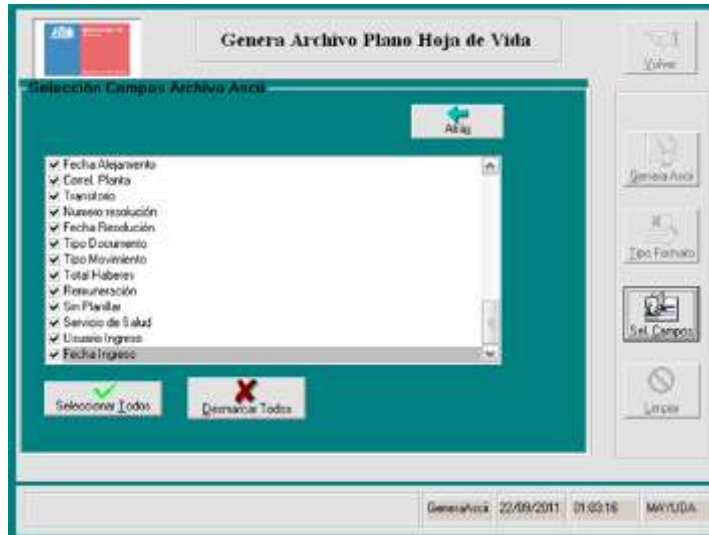 Genera Archivo Plano Hoja de Vida
Volver
Selección Campos Archivo Ascii
Atrás
Fecha Alejamiento
Correl. Planta
Transitorio
Numero resolución
Fecha Resolución
Tipo Documento
Tipo Movimiento
Total Haberes
Remuneración
Sin Planillar
Servicio de Salud
Usuario Ingreso
Fecha Ingreso
Genera Ascii
Tipo Formato
Sel. Campos
Limpiar
Seleccionar Todos
Desmarcar Todos
GeneraAscii 22/09/2011 01:03:16 MAYUDA